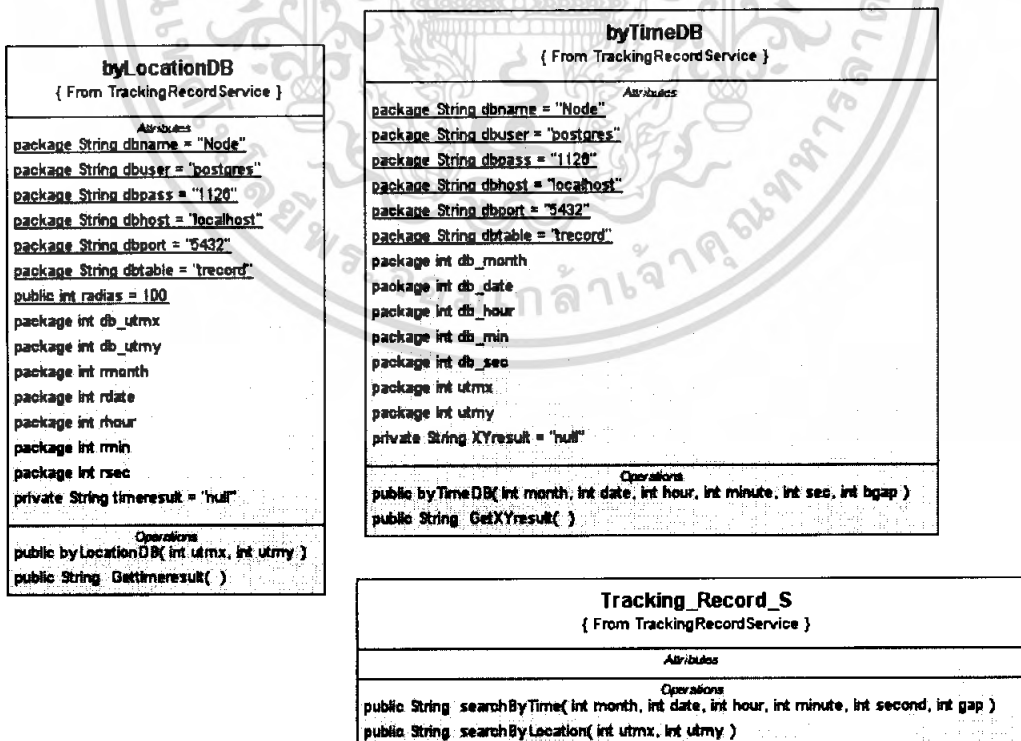 byLocationDB
{ From TrackingRecordService }
Attributes
package String dbname = "Node"
package String dbuser = "postgres"
package String dbpass = "1128"
package String dbhost = "localhost"
package String dbport = "5432"
package String dbtable = "trecord"
public int radias = 100
package int db_utmx
package int db_utmy
package int rmonth
package int rdate
package int rhour
package int rmin
package int rsec
private String timeresult = "null"
Operations
public byLocationDB( int utmx, int utmy )
public String Gettimeresult( )
byTimeDB
{ From TrackingRecordService }
Attributes
package String dbname = "Node"
package String dbuser = "postgres"
package String dbpass = "1128"
package String dbhost = "localhost"
package String dbport = "5432"
package String dbtable = "trecord"
package int db_month
package int db_date
package int db_hour
package int db_min
package int db_sec
package int utmx
package int utmy
private String XYresult = "null"
Operations
public byTimeDB( int month, int date, int hour, int minute, int sec, int bgap )
public String GetXYresult( )
Tracking_Record_S
{ From TrackingRecordService }
Attributes
Operations
public String searchByTime( int month, int date, int hour, int minute, int second, int gap )
public String searchByLocation( int utmx, int utmy )